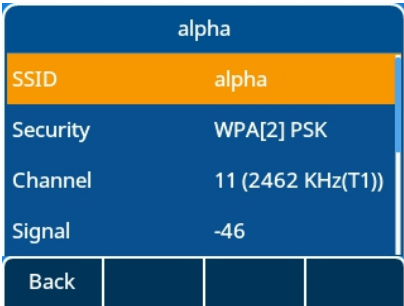 alpha
SSID alpha
Security WPA[2] PSK
Channel 11 (2462 KHz(T1))
Signal -46
Back